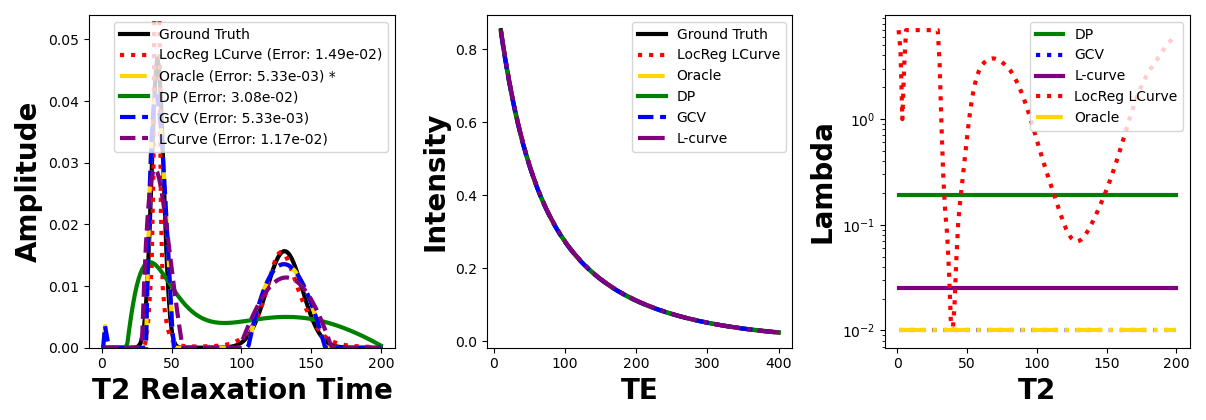 Amplitude
0.05
0.04
0.03
0.02
0.01
0.00
Ground Truth
LocReg LCurve (Error: 1.49e-02)
Oracle (Error: 5.33e-03) *
DP (Error: 3.08e-02)
GCV (Error: 5.33e-03)
LCurve (Error: 1.17e-02)
0 50 100 150 200
T2 Relaxation Time
Intensity
0.8
0.6
0.4
0.2
0.0
Ground Truth
LocReg LCurve
Oracle
DP
GCV
L-curve
0 100 200 300 400
TE
Lambda
10⁰
10⁻¹
10⁻²
DP
GCV
L-curve
LocReg LCurve
Oracle
0 50 100 150 200
T2